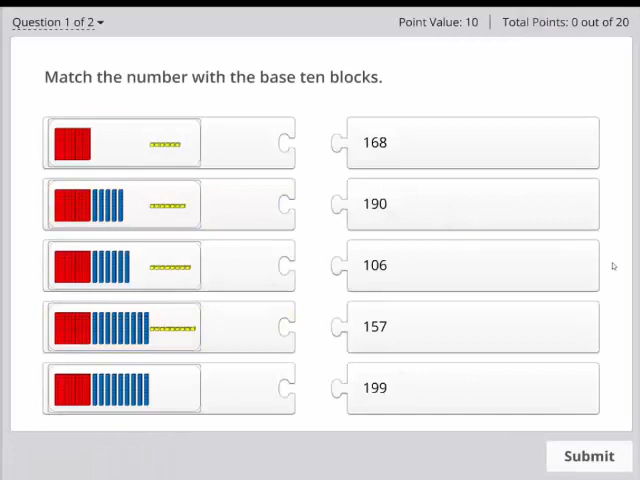 Question 1 of 2
Point Value: 10 | Total Points: 0 out of 20
Match the number with the base ten blocks.
168
190
106
157
199
Submit